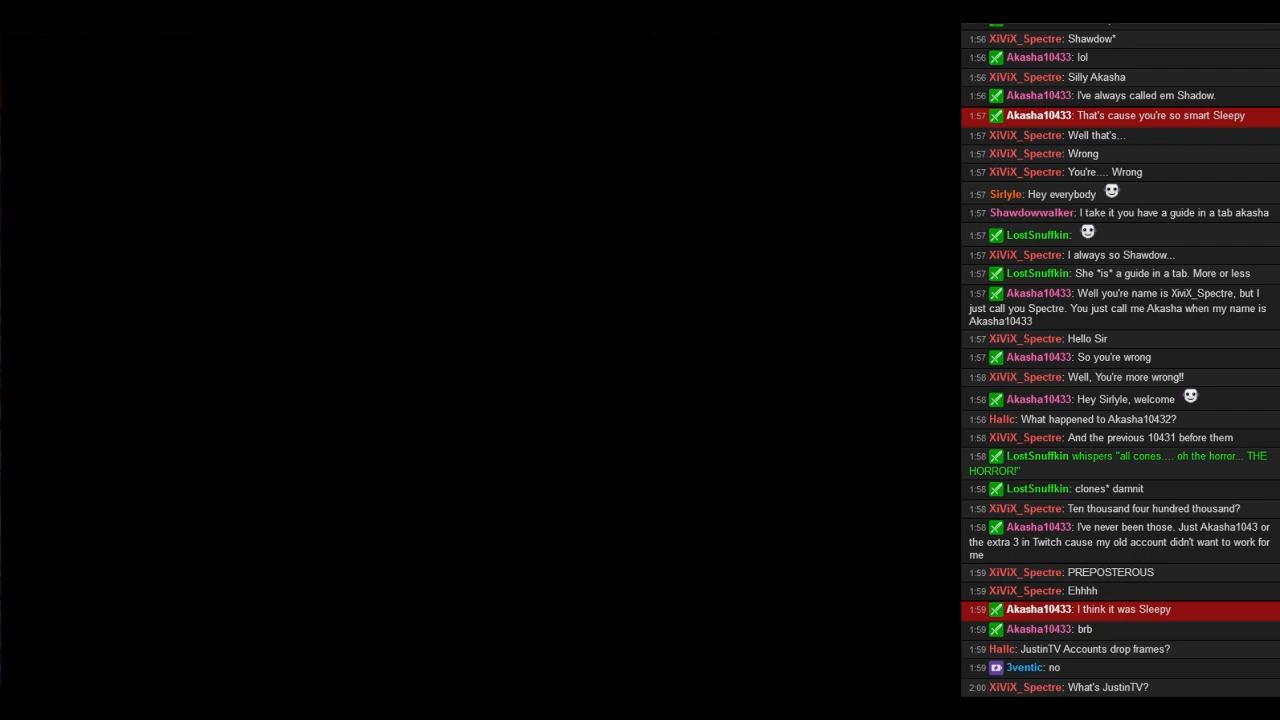 1:56 XiViX_Spectre: Shawdow*
1:56 Akasha10433: lol
1:56 XiViX_Spectre: Silly Akasha
1:56 Akasha10433: I've always called em Shadow.
1:57 Akasha10433: That's cause you're so smart Sleepy
1:57 XiViX_Spectre: Well that's...
1:57 XiViX_Spectre: Wrong
1:57 XiViX_Spectre: You're.... Wrong
1:57 Sirlyle: Hey everybody
1:57 Shawdowwalker: I take it you have a guide in a tab akasha
1:57 LostSnuffkin:
1:57 XiViX_Spectre: I always so Shawdow...
1:57 LostSnuffkin: She *is* a guide in a tab. More or less
1:57 Akasha10433: Well you're name is XiviX_Spectre, but I
just call you Spectre. You just call me Akasha when my name is
Akasha10433
1:57 XiViX_Spectre: Hello Sir
1:57 Akasha10433: So you're wrong
1:58 XiViX_Spectre: Well, You're more wrong!!
1:58 Akasha10433: Hey Sirlyle, welcome
1:58 Hallc: What happened to Akasha10432?
1:58 XiViX_Spectre: And the previous 10431 before them
1:58 LostSnuffkin whispers "all cones.... oh the horror... THE
HORROR!"
1:58 LostSnuffkin: clones* damnit
1:58 XiViX_Spectre: Ten thousand four hundred thousand?
1:58 Akasha10433: I've never been those. Just Akasha1043 or
the extra 3 in Twitch cause my old account didn't want to work for
me
1:59 XiViX_Spectre: PREPOSTEROUS
1:59 XiViX_Spectre: Ehhhh
1:59 Akasha10433: I think it was Sleepy
1:59 Akasha10433: brb
1:59 Hallc: JustinTV Accounts drop frames?
1:59 3ventic: no
2:00 XiViX_Spectre: What's JustinTV?